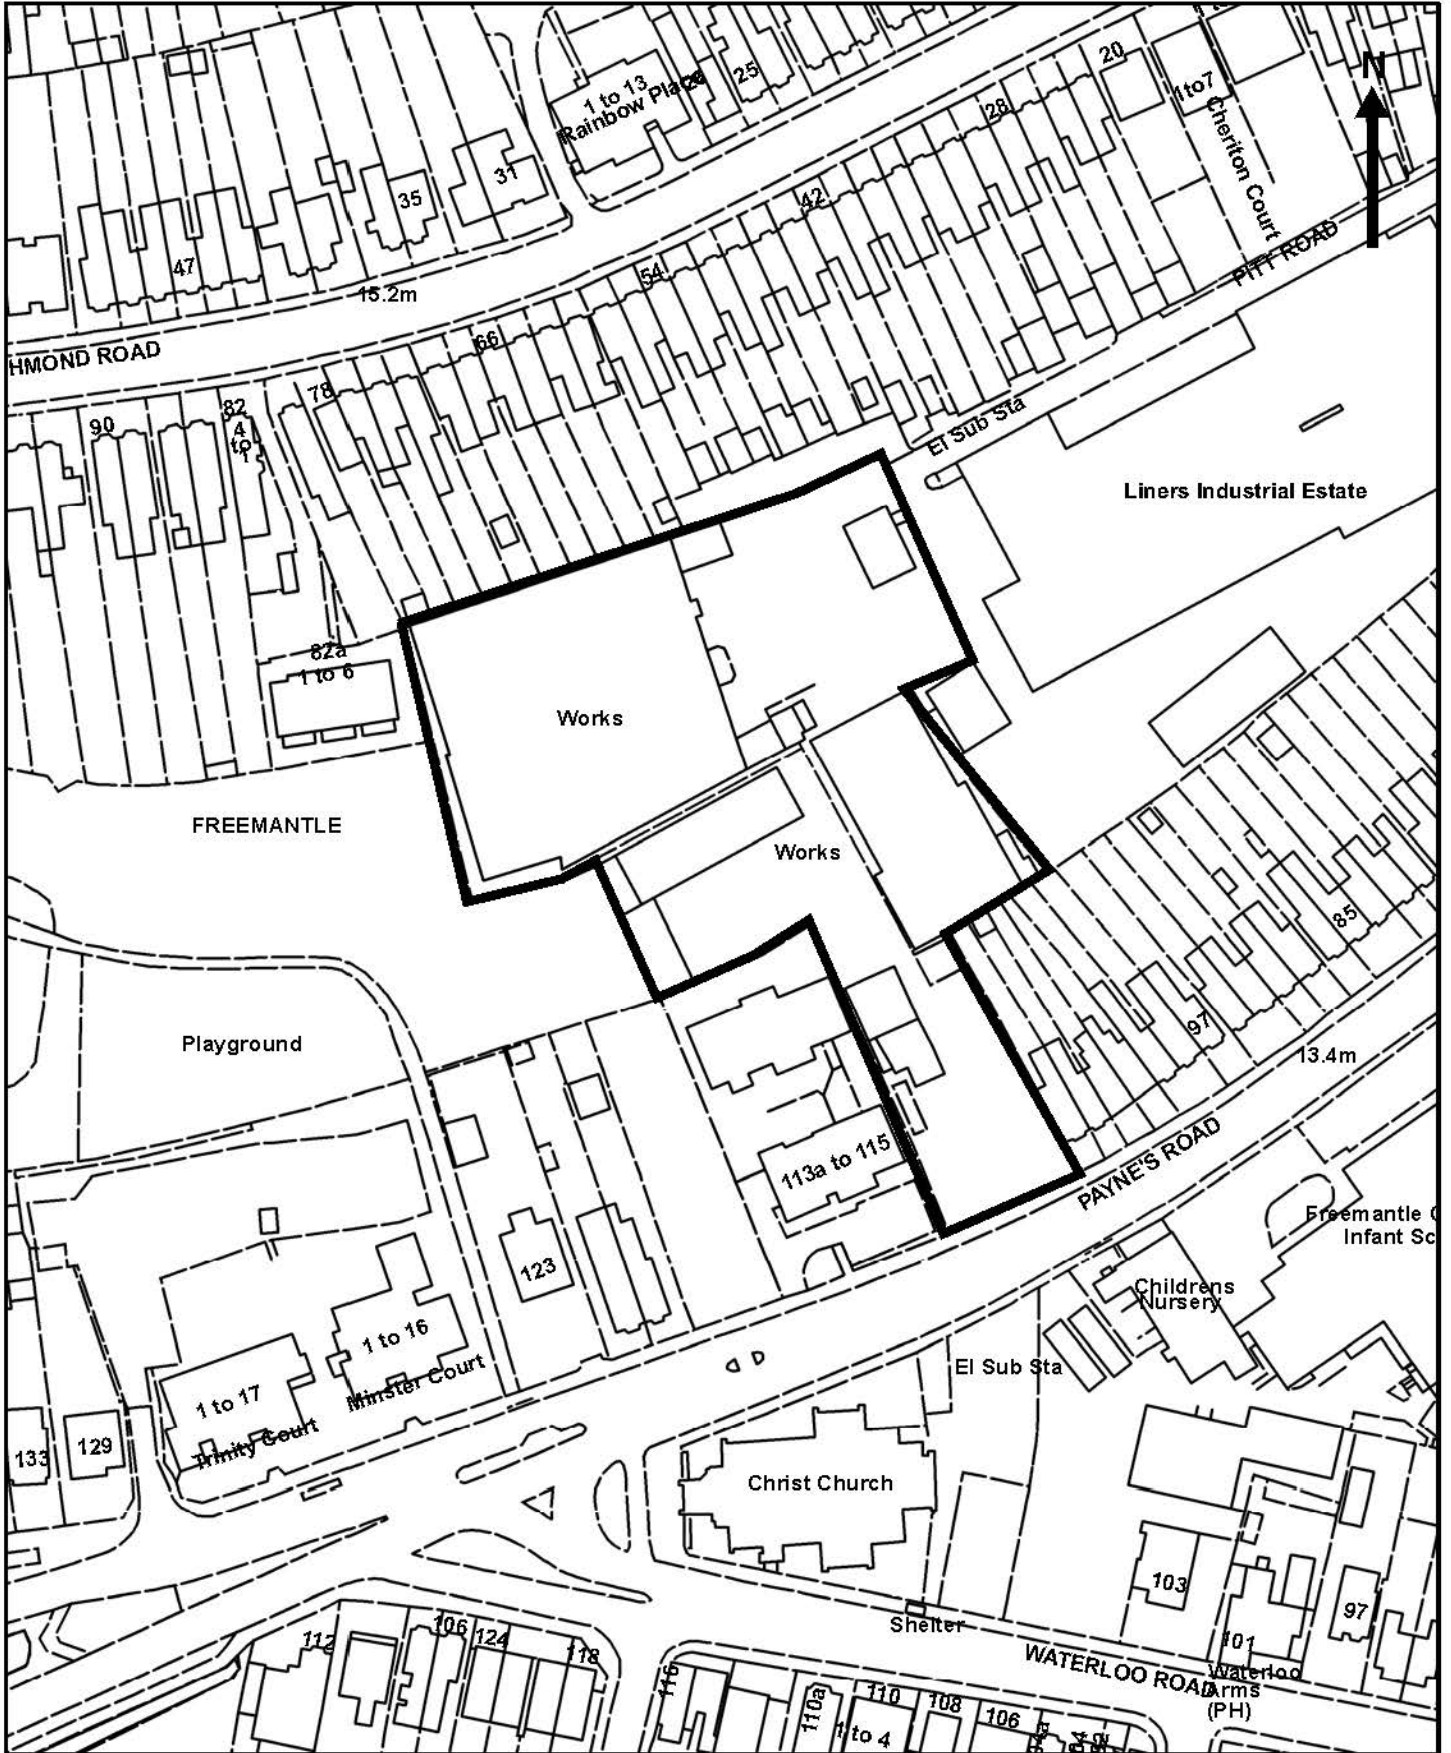 20
N
1to7
1 to 13
Rainbow Place
26
25
28
Cheriton Court
31
35
42
PITT ROAD
47
54
15.2m
66
HMOND ROAD
78
82
4
to
1
90
El Sub Sta
Liners Industrial Estate
82a
1 to 6
Works
FREEMANTLE
Works
85
97
Playground
13.4m
113a to 115
PAYNE'S ROAD
Freemantle C
Infant Sc
123
Childrens
Nursery
1 to 16
Minster Court
El Sub Sta
1 to 17
Trinity Court
133
129
Christ Church
103
97
Shelter
112
106
124
118
101
WATERLOO ROAD
Waterloo
Arms
(PH)
116
110a
110
108
106
1 to 4